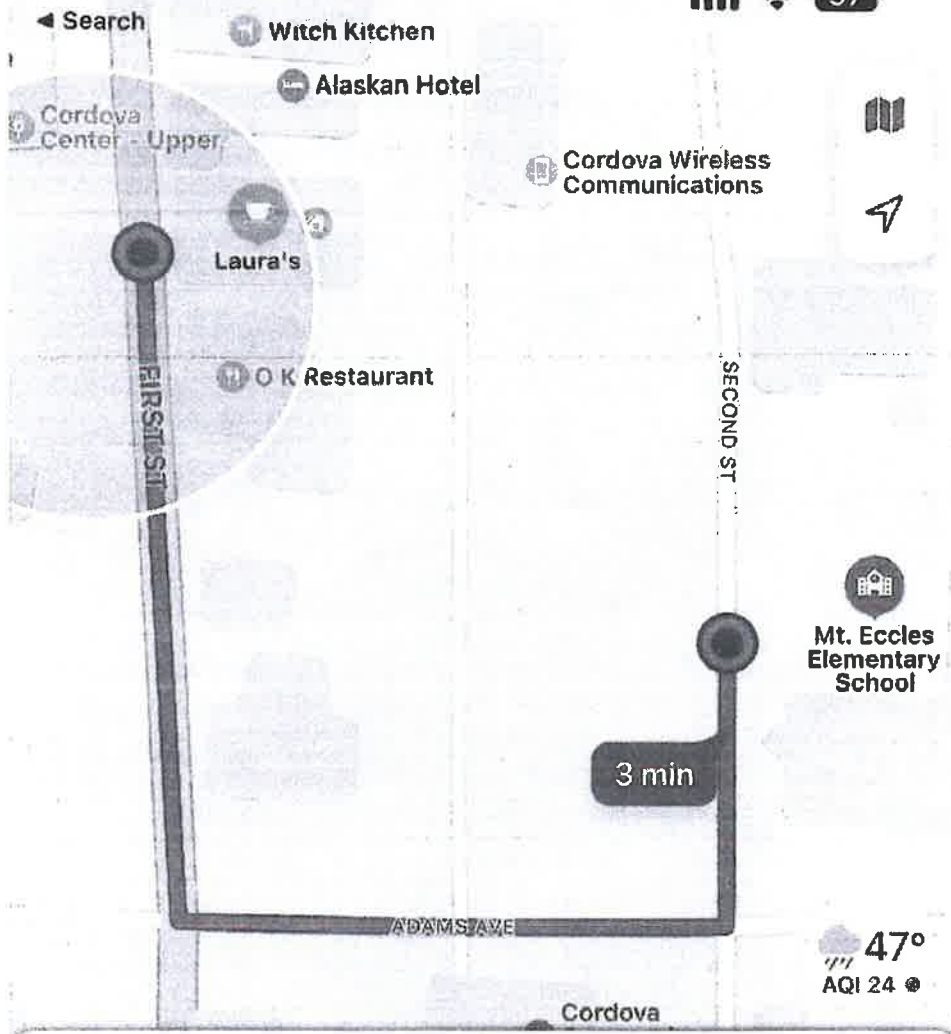 ◀ Search
Witch Kitchen
Alaskan Hotel
Cordova
Center - Upper
Cordova Wireless
Communications
Laura's
O K Restaurant
FIRST ST
SECOND ST
Mt. Eccles
Elementary
School
3 min
ADAMS AVE
47°
AQI 24
Cordova